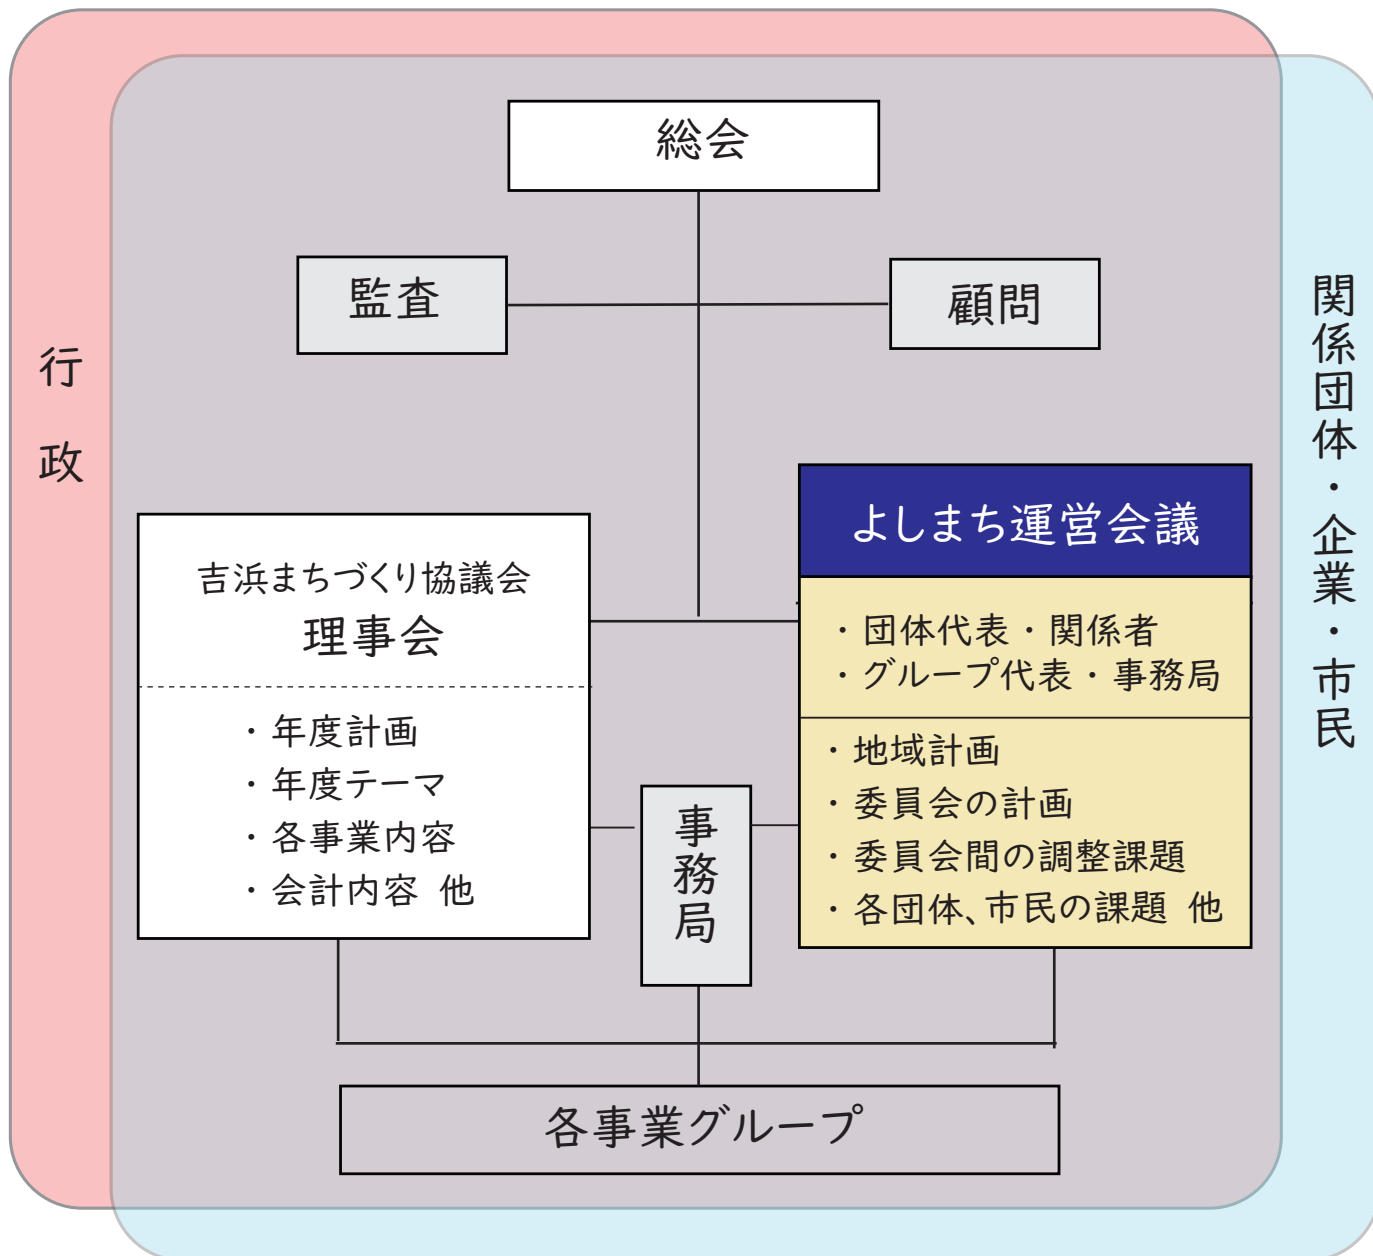 総会
監査
顧問
行政
関係団体・企業・市民
吉浜まちづくり協議会
理事会
・年度計画
・年度テーマ
・各事業内容
・会計内容 他
よしまち運営会議
・団体代表・関係者
・グループ代表・事務局
・地域計画
・委員会の計画
・委員会間の調整課題
・各団体、市民の課題 他
事務局
各事業グループ